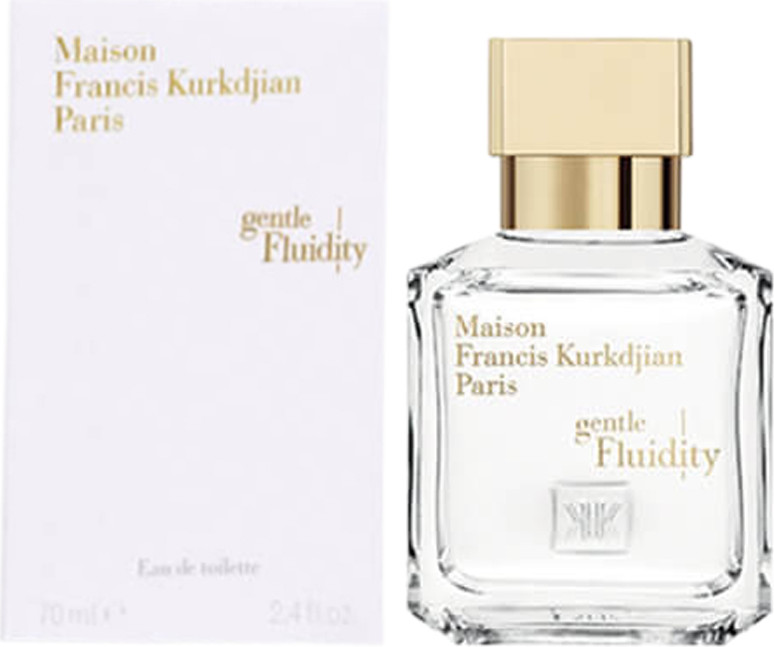 Maison
Francis Kurkdjian
Paris
gentle
Fluidity
Eau de toilette
70 ml e 2.4 fl.oz.
Maison
Francis Kurkdjian
Paris
gentle
Fluidity